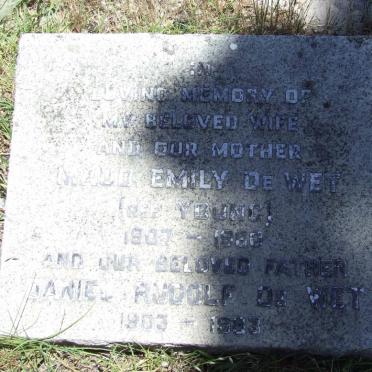 IN
LOVING MEMORY OF
MY BELOVED WIFE
AND OUR MOTHER
MAUD EMILY DE WET
(NEE YOUNG)
1907 –
AND OUR BELOVED FATHER
DANIEL RUDOLF DE WET
1903 – 1983